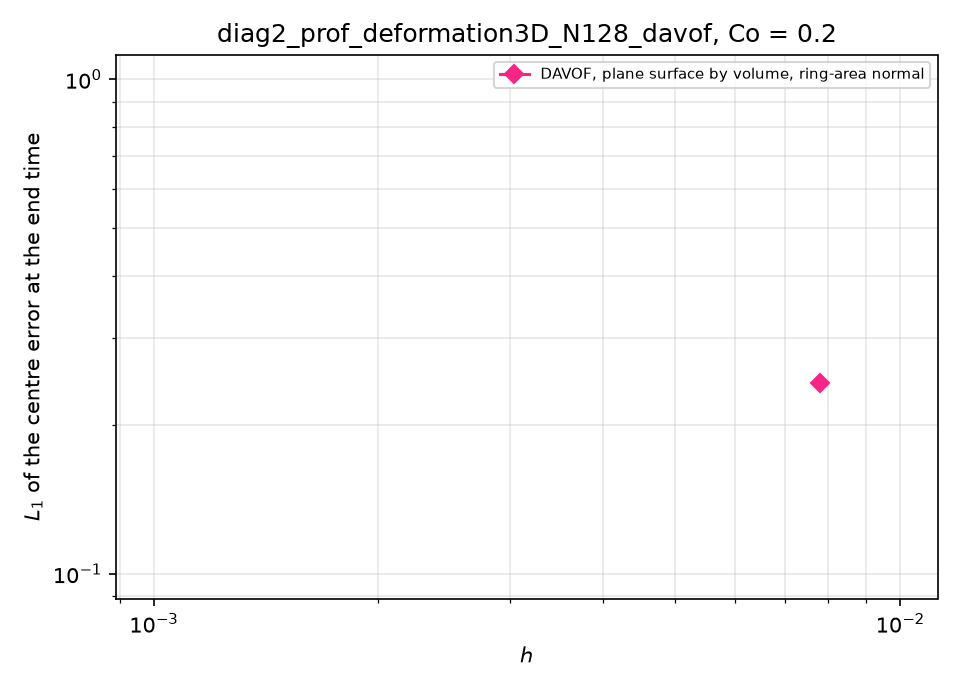 diag2_prof_deformation3D_N128_davof, Co = 0.2
DAVOF, plane surface by volume, ring-area normal
L₁ of the centre error at the end time
10⁰
10⁻¹
10⁻³
10⁻²
h